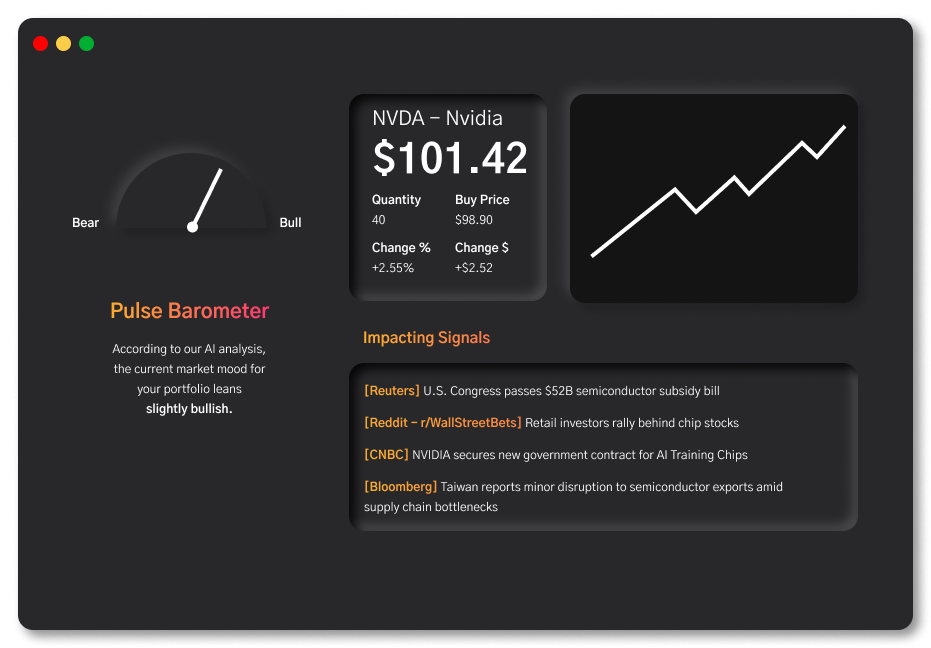 Bear
Bull
Pulse Barometer
According to our AI analysis,
the current market mood for
your portfolio leans
slightly bullish.
NVDA – Nvidia
$101.42
Quantity Buy Price
40 $98.90
Change % Change $
+2.55% +$2.52
Impacting Signals
[Reuters] U.S. Congress passes $52B semiconductor subsidy bill
[Reddit – r/WallStreetBets] Retail investors rally behind chip stocks
[CNBC] NVIDIA secures new government contract for AI Training Chips
[Bloomberg] Taiwan reports minor disruption to semiconductor exports amid
supply chain bottlenecks